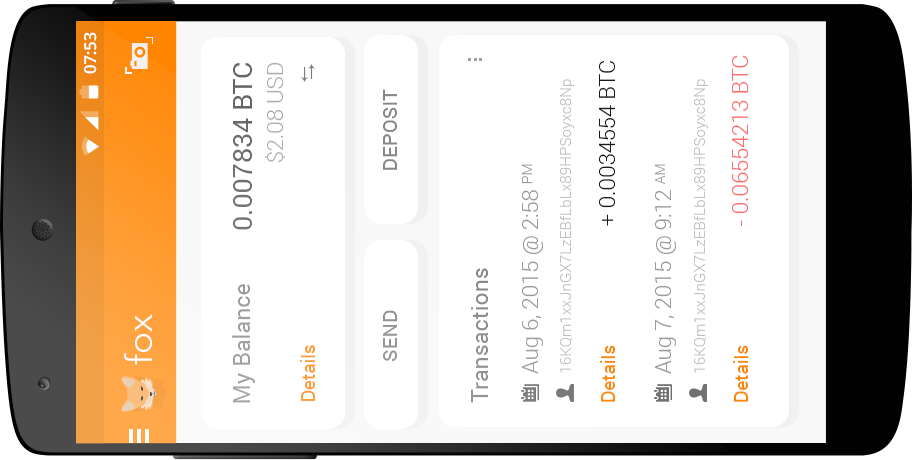 07:53
fox
My Balance 0.007834 BTC
$2.08 USD
Details
SEND DEPOSIT
Transactions
Aug 6, 2015 @ 2:58 PM
16KQm1xxJnGX7LzEBfLbLx89HPSoyxc8Np
Details + 0.0034554 BTC
Aug 7, 2015 @ 9:12 AM
16KQm1xxJnGX7LzEBfLbLx89HPSoyxc8Np
Details - 0.06554213 BTC